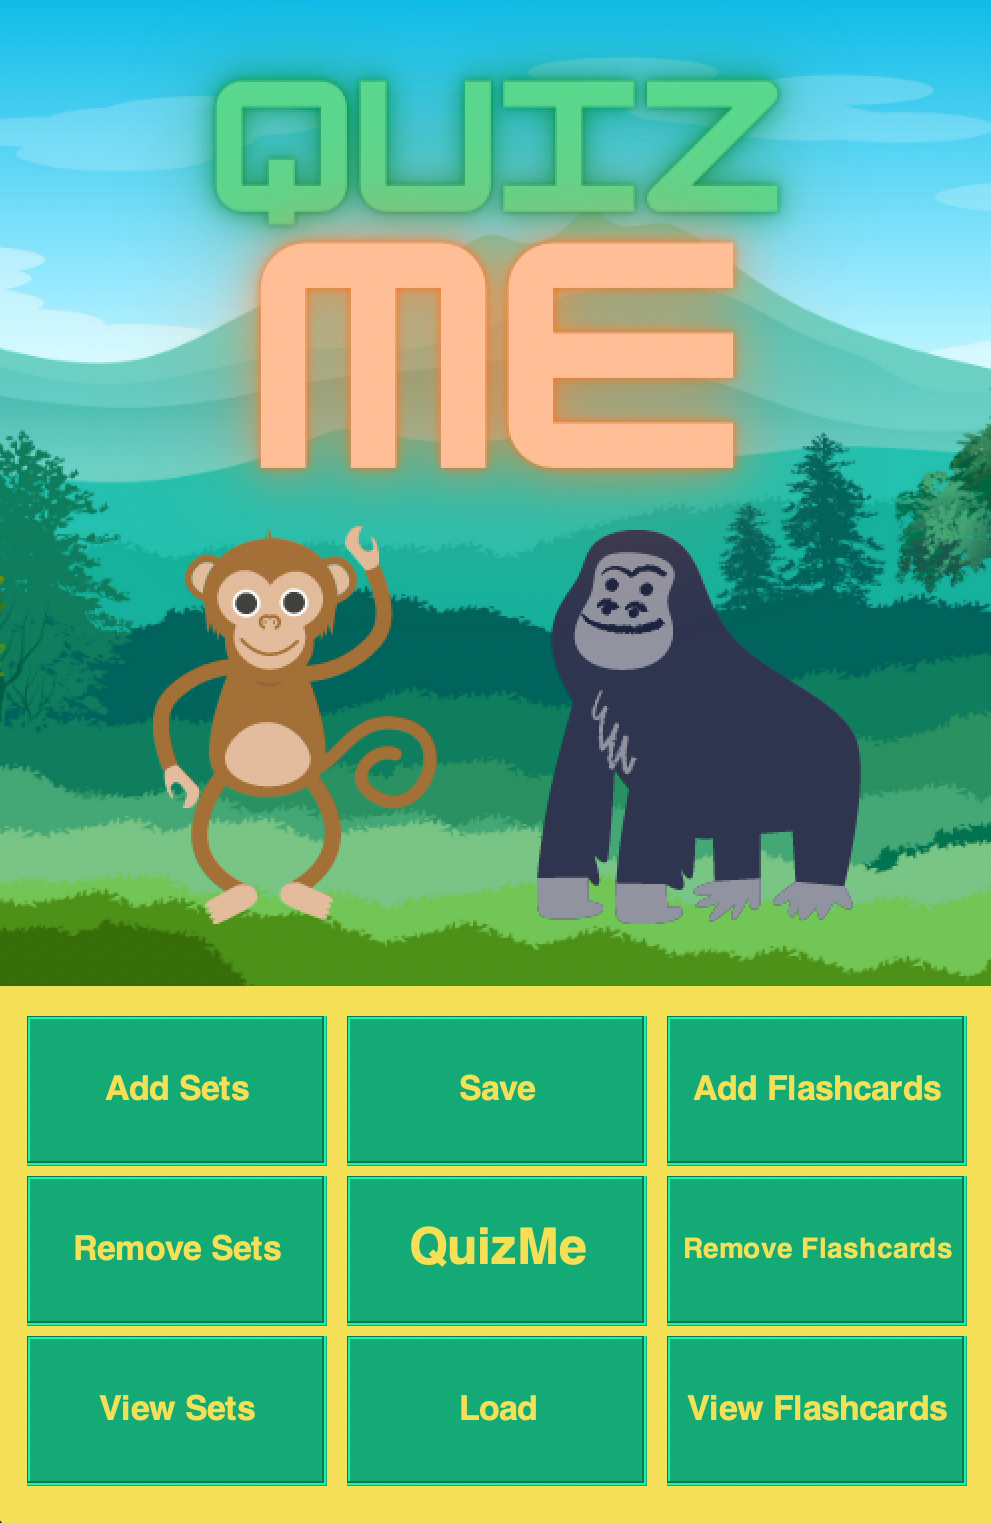 QUIZ
ME
Add Sets
Save
Add Flashcards
Remove Sets
QuizMe
Remove Flashcards
View Sets
Load
View Flashcards